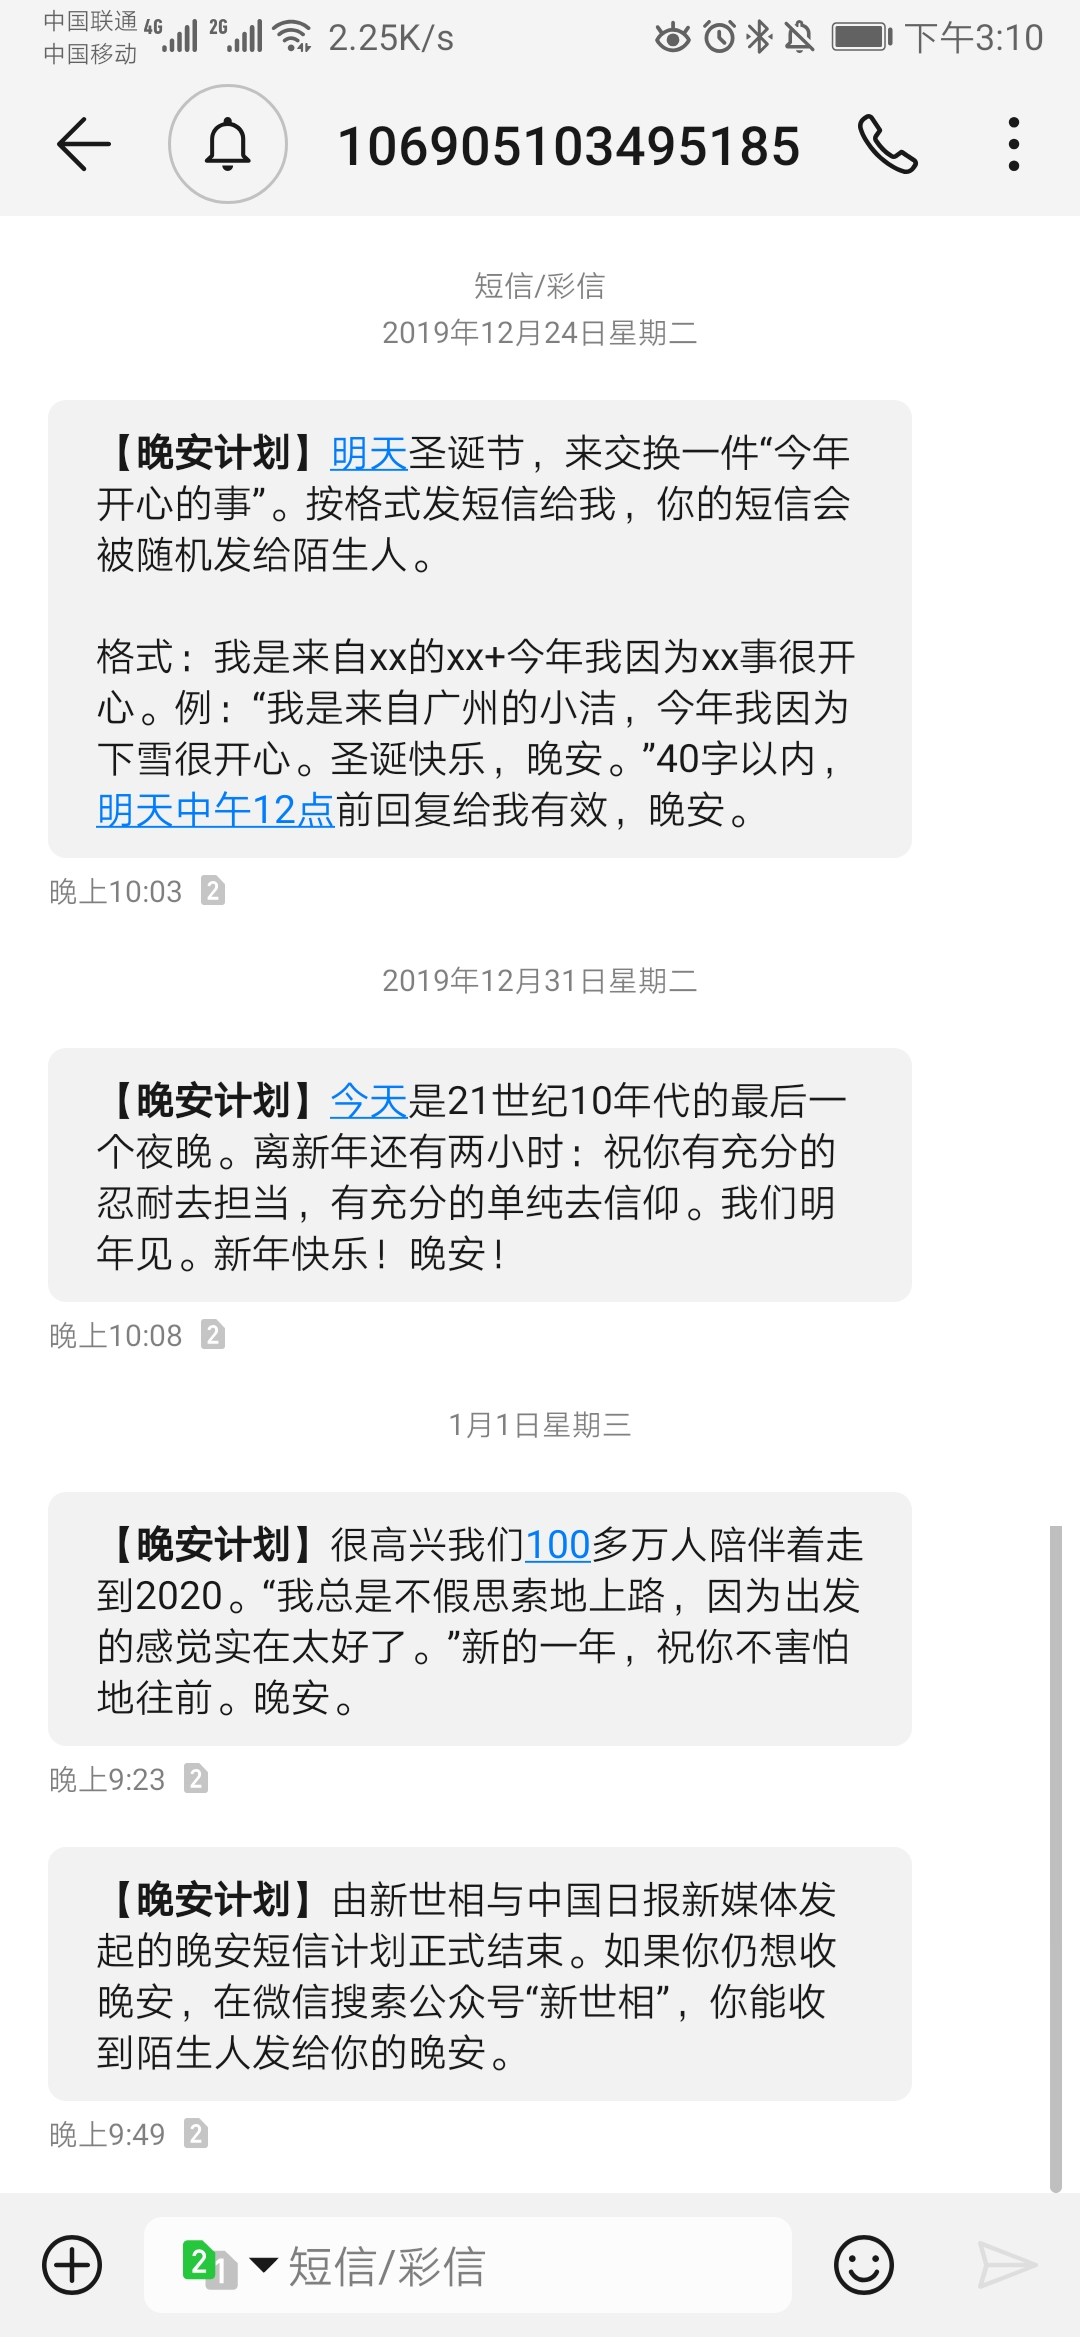 中国联通 4G 2G 2.25K/s 下午3:10
中国移动
106905103495185
短信/彩信
2019年12月24日星期二
【晚安计划】明天圣诞节，来交换一件“今年
开心的事”。按格式发短信给我，你的短信会
被随机发给陌生人。
格式：我是来自xx的xx+今年我因为xx事很开
心。例：“我是来自广州的小洁，今年我因为
下雪很开心。圣诞快乐，晚安。”40字以内，
明天中午12点前回复给我有效，晚安。
晚上10:03 2
2019年12月31日星期二
【晚安计划】今天是21世纪10年代的最后一
个夜晚。离新年还有两小时：祝你有充分的
忍耐去担当，有充分的单纯去信仰。我们明
年见。新年快乐！晚安！
晚上10:08 2
1月1日星期三
【晚安计划】很高兴我们100多万人陪伴着走
到2020。“我总是不假思索地上路，因为出发
的感觉实在太好了。”新的一年，祝你不害怕
地往前。晚安。
晚上9:23 2
【晚安计划】由新世相与中国日报新媒体发
起的晚安短信计划正式结束。如果你仍想收
晚安，在微信搜索公众号“新世相”，你能收
到陌生人发给你的晚安。
晚上9:49 2
2 1 短信/彩信